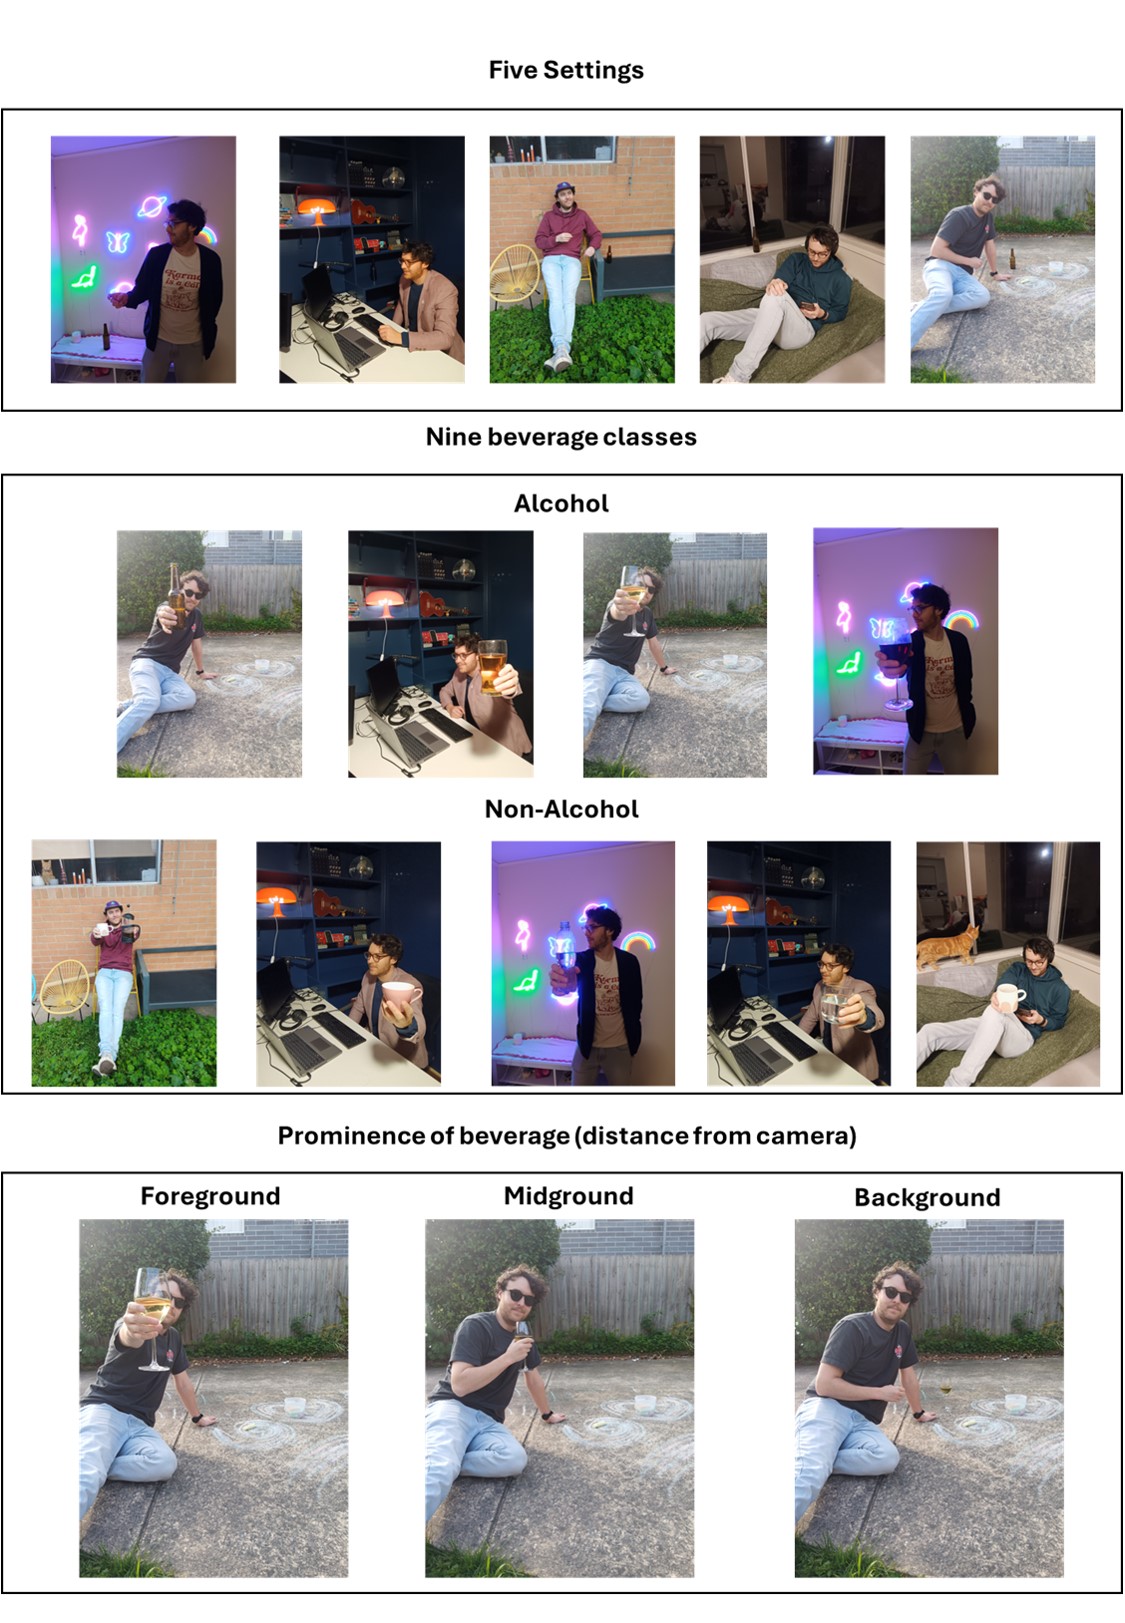 Five Settings
Nine beverage classes
Alcohol
Non-Alcohol
Prominence of beverage (distance from camera)
Foreground
Midground
Background